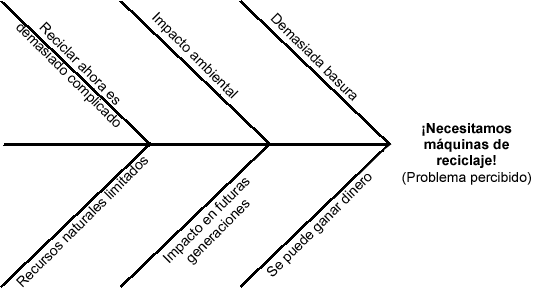 Reciclar ahora es
demasiado complicado
Impacto ambiental
Demasiada basura
¡Necesitamos
máquinas de
reciclaje!
(Problema percibido)
Recursos naturales limitados
Impacto en futuras
generaciones
Se puede ganar dinero